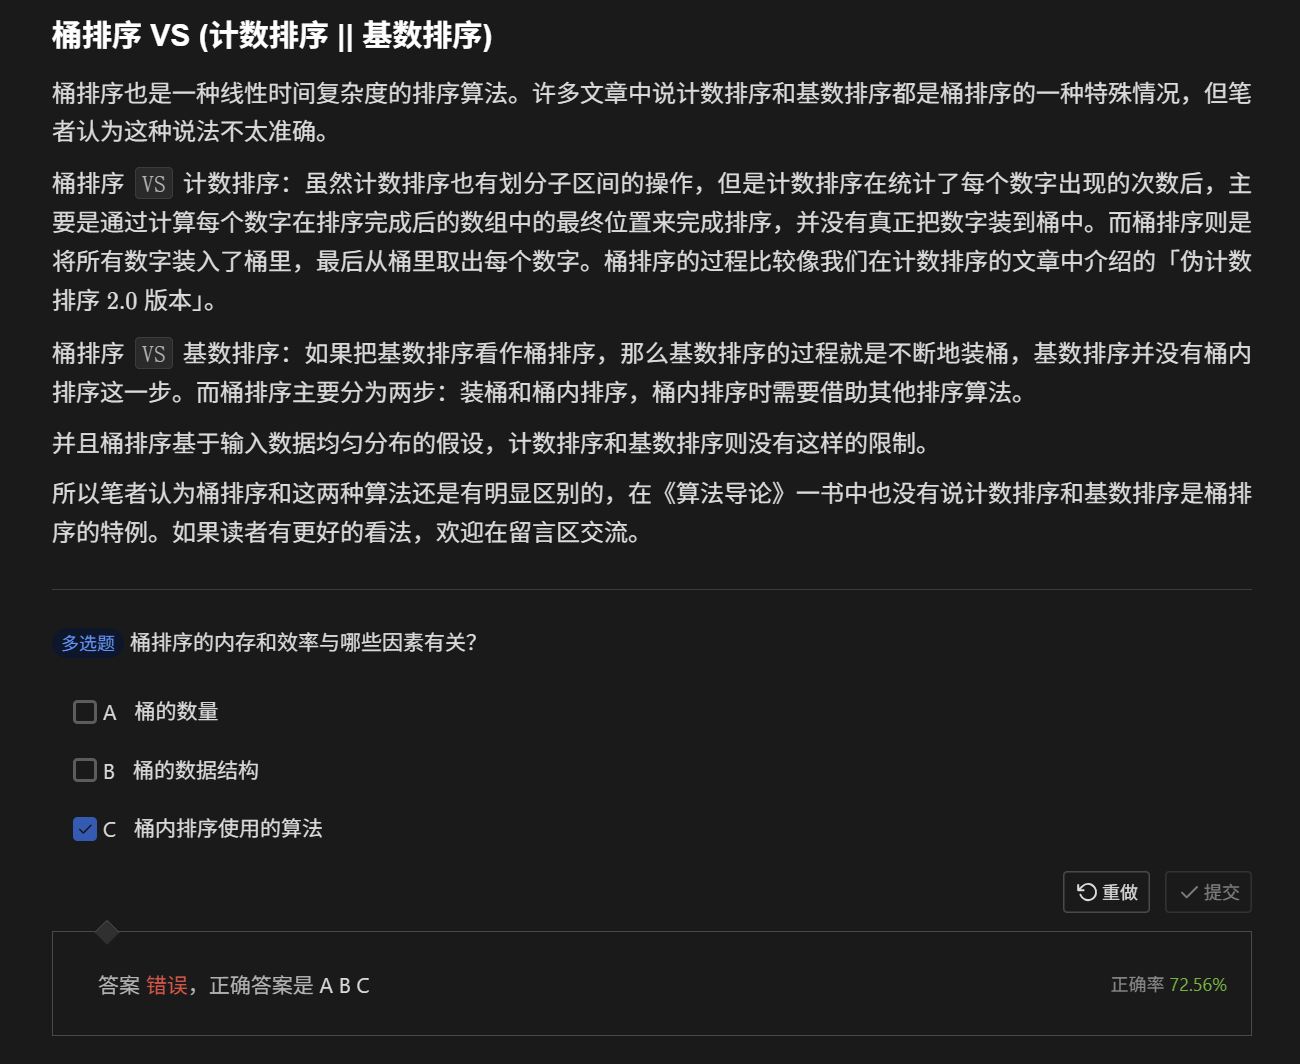 桶排序 VS (计数排序 || 基数排序)
桶排序也是一种线性时间复杂度的排序算法。许多文章中说计数排序和基数排序都是桶排序的一种特殊情况，但笔
者认为这种说法不太准确。
桶排序 VS 计数排序：虽然计数排序也有划分子区间的操作，但是计数排序在统计了每个数字出现的次数后，主
要是通过计算每个数字在排序完成后的数组中的最终位置来完成排序，并没有真正把数字装到桶中。而桶排序则是
将所有数字装入了桶里，最后从桶里取出每个数字。桶排序的过程比较像我们在计数排序的文章中介绍的「伪计数
排序 2.0 版本」。
桶排序 VS 基数排序：如果把基数排序看作桶排序，那么基数排序的过程就是不断地装桶，基数排序并没有桶内
排序这一步。而桶排序主要分为两步：装桶和桶内排序，桶内排序时需要借助其他排序算法。
并且桶排序基于输入数据均匀分布的假设，计数排序和基数排序则没有这样的限制。
所以笔者认为桶排序和这两种算法还是有明显区别的，在《算法导论》一书中也没有说计数排序和基数排序是桶排
序的特例。如果读者有更好的看法，欢迎在留言区交流。
多选题 桶排序的内存和效率与哪些因素有关？
A 桶的数量
B 桶的数据结构
C 桶内排序使用的算法
重做 提交
答案 错误，正确答案是 A B C 正确率 72.56%